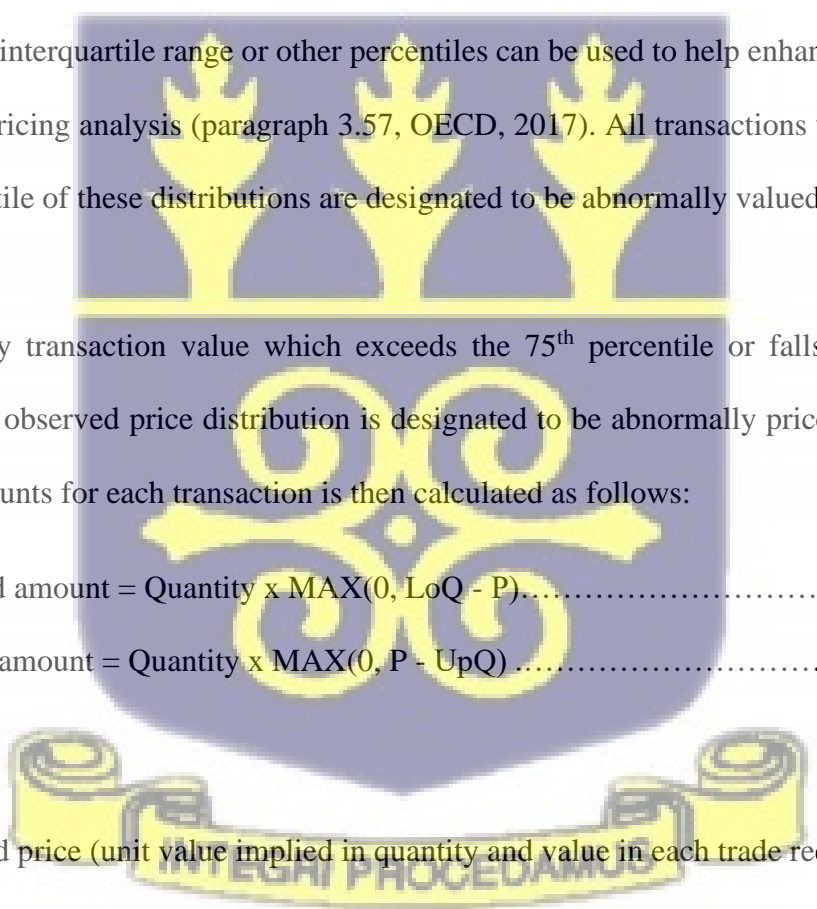 interquartile range or other percentiles can be used to help enhan
ricing analysis (paragraph 3.57, OECD, 2017). All transactions
tile of these distributions are designated to be abnormally valued
y transaction value which exceeds the 75th percentile or falls
observed price distribution is designated to be abnormally price
unts for each transaction is then calculated as follows:
d amount = Quantity x MAX(0, LoQ - P)……………………….
amount = Quantity x MAX(0, P - UpQ) ……………………….
d price (unit value implied in quantity and value in each trade re
INTEGRI PROCEDAMUS